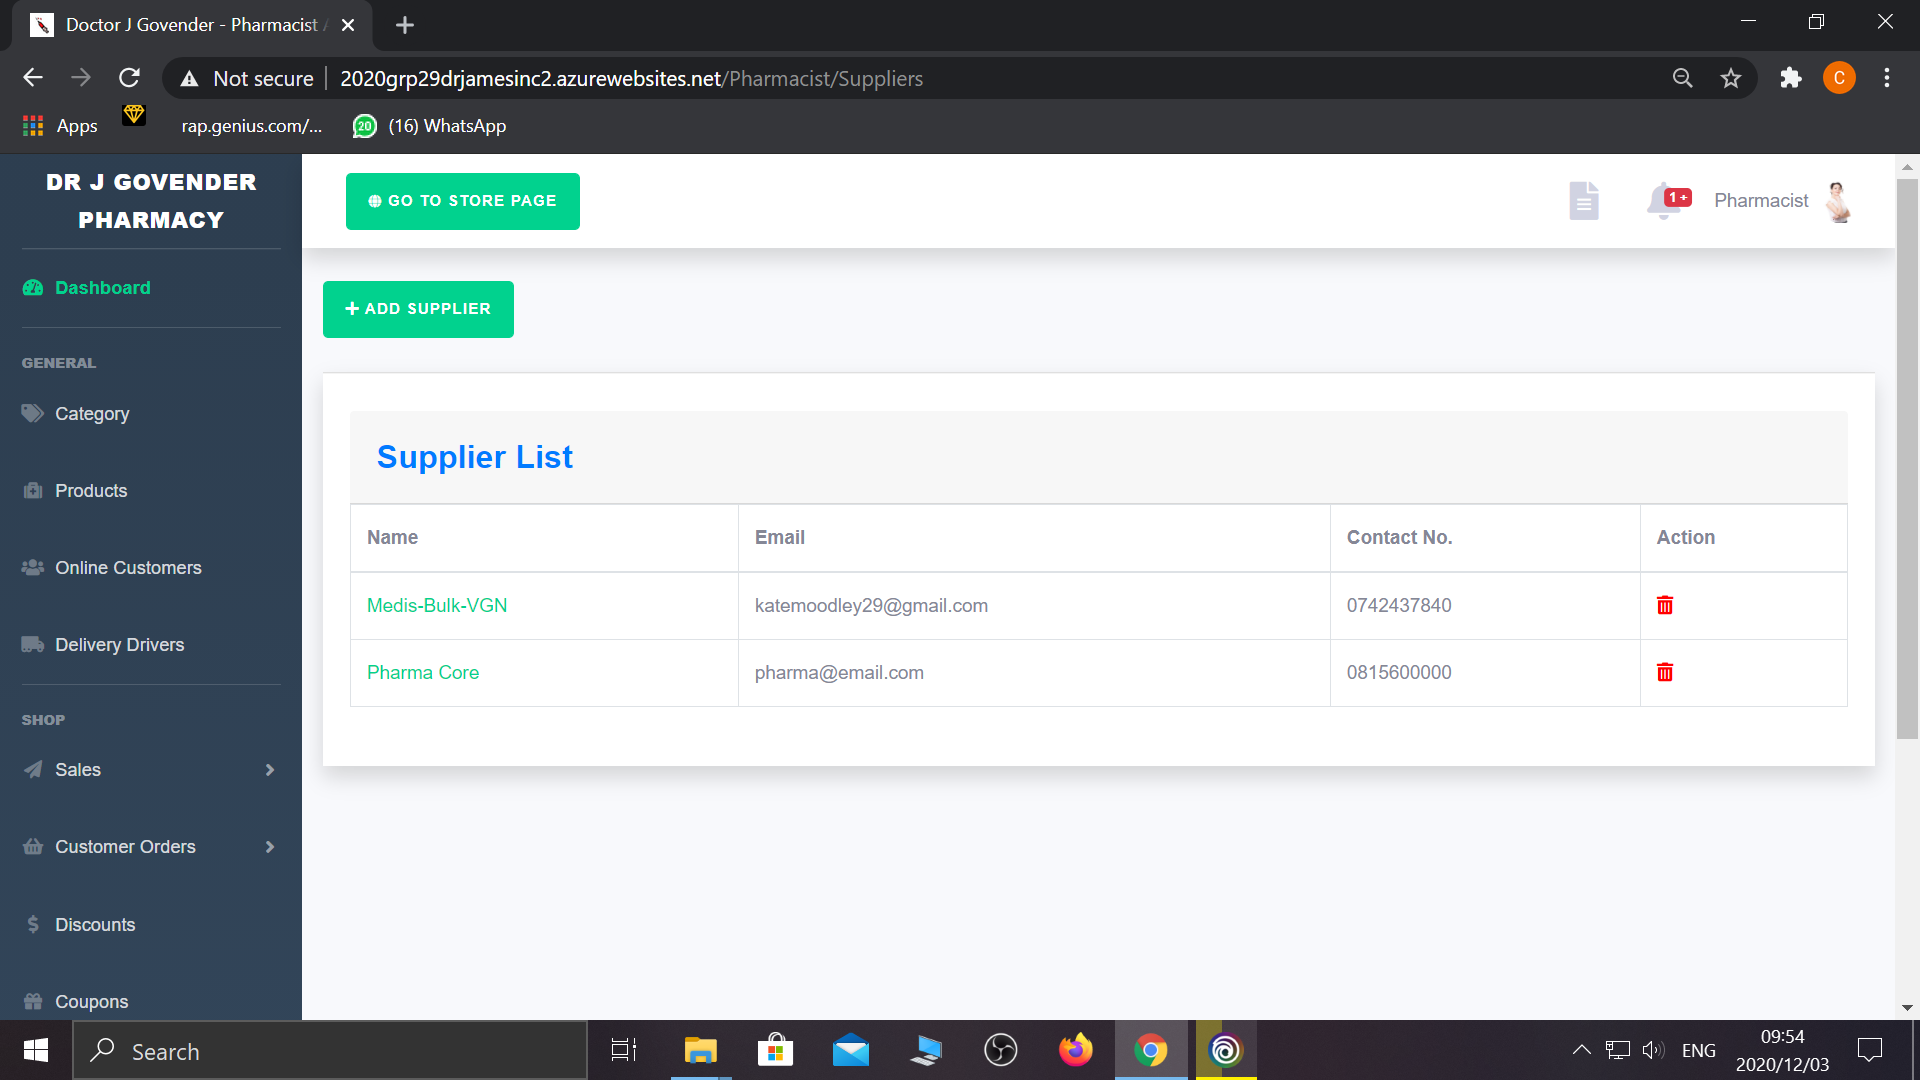 Doctor J Govender - Pharmacist
Not secure
2020grp29drjamesinc2.azurewebsites.net/Pharmacist/Suppliers
C
Apps
rap.genius.com/...
20
(16) WhatsApp
DR J GOVENDER
PHARMACY
GO TO STORE PAGE
1+
Pharmacist
Dashboard
ADD SUPPLIER
GENERAL
Category
Products
Online Customers
Delivery Drivers
SHOP
Sales
Customer Orders
Discounts
Coupons
Supplier List
Name Email Contact No. Action
Medis-Bulk-VGN katemoodley29@gmail.com 0742437840
Pharma Core pharma@email.com 0815600000
Search
ENG
09:54
2020/12/03